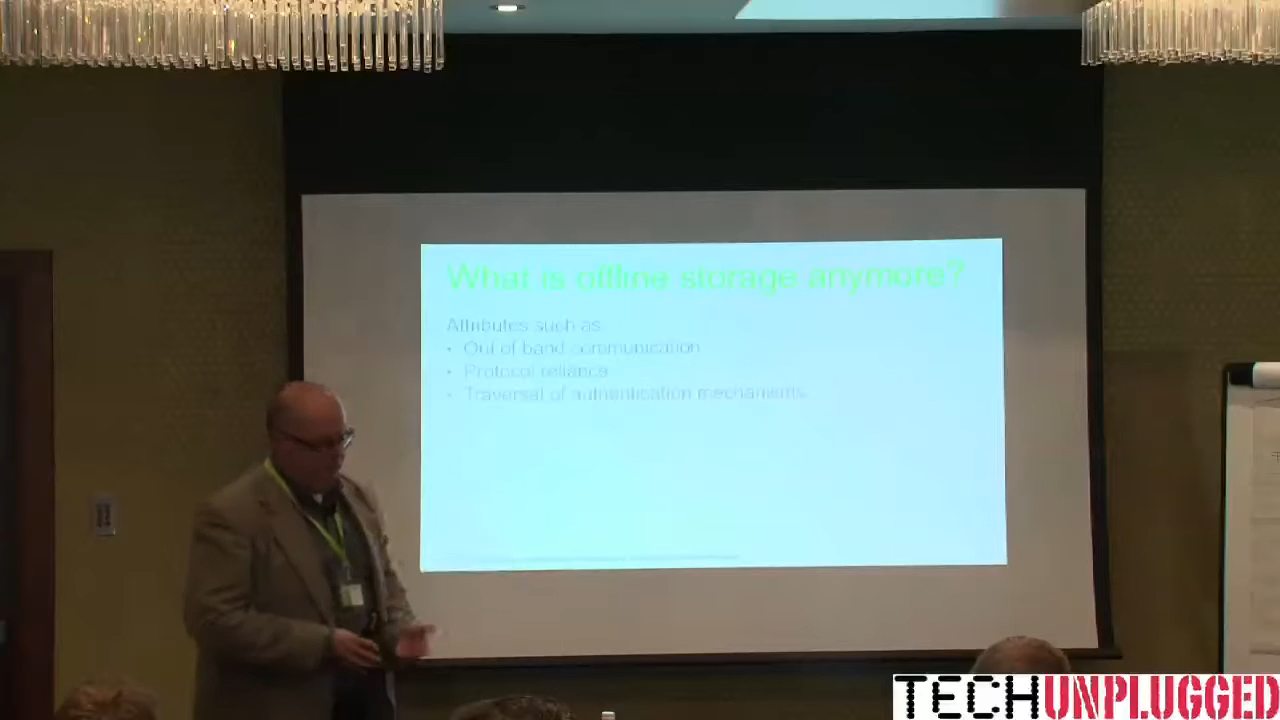 What is offline storage anymore?
Attributes such as:
• Out of band communication
• Protocol reliance
• Traversal of authentication mechanisms
TECHUNPLUGGED